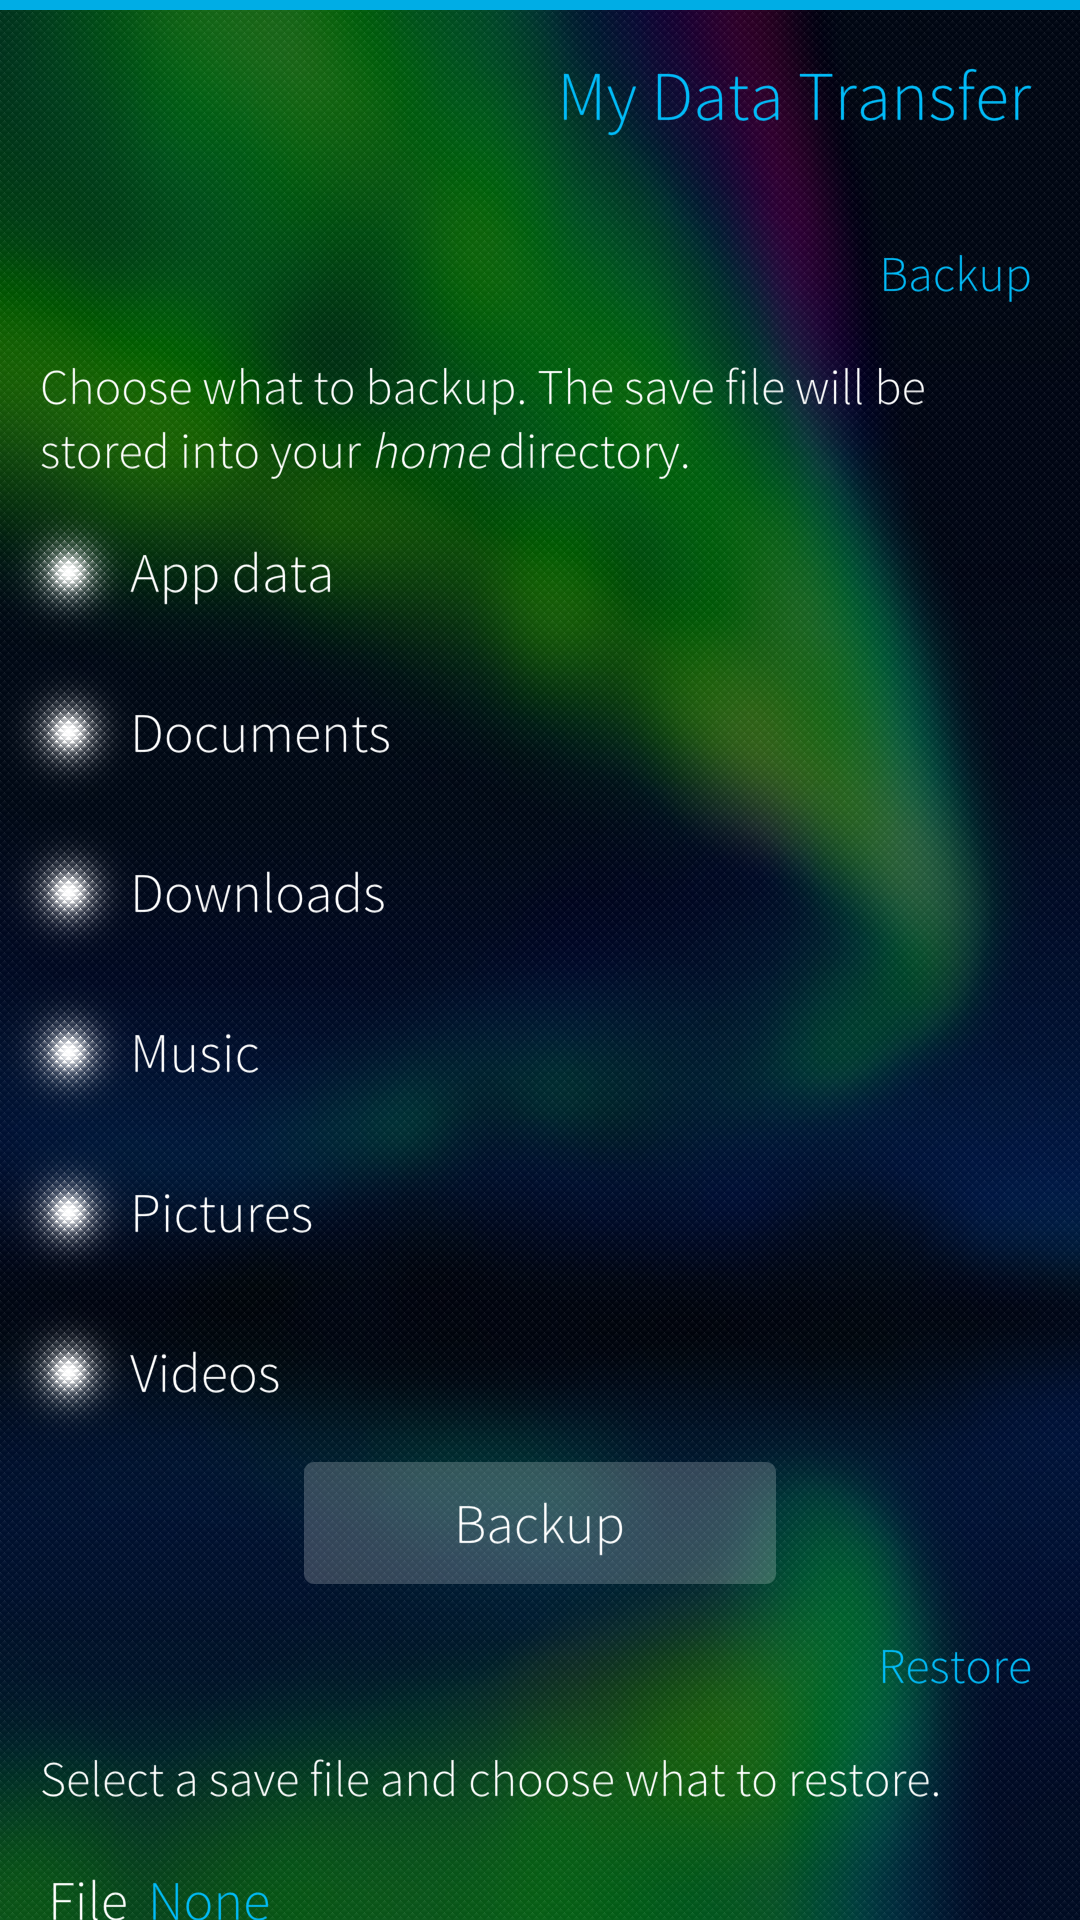 My Data Transfer
Backup
Choose what to backup. The save file will be
stored into your home directory.
App data
Documents
Downloads
Music
Pictures
Videos
Backup
Restore
Select a save file and choose what to restore.
File None